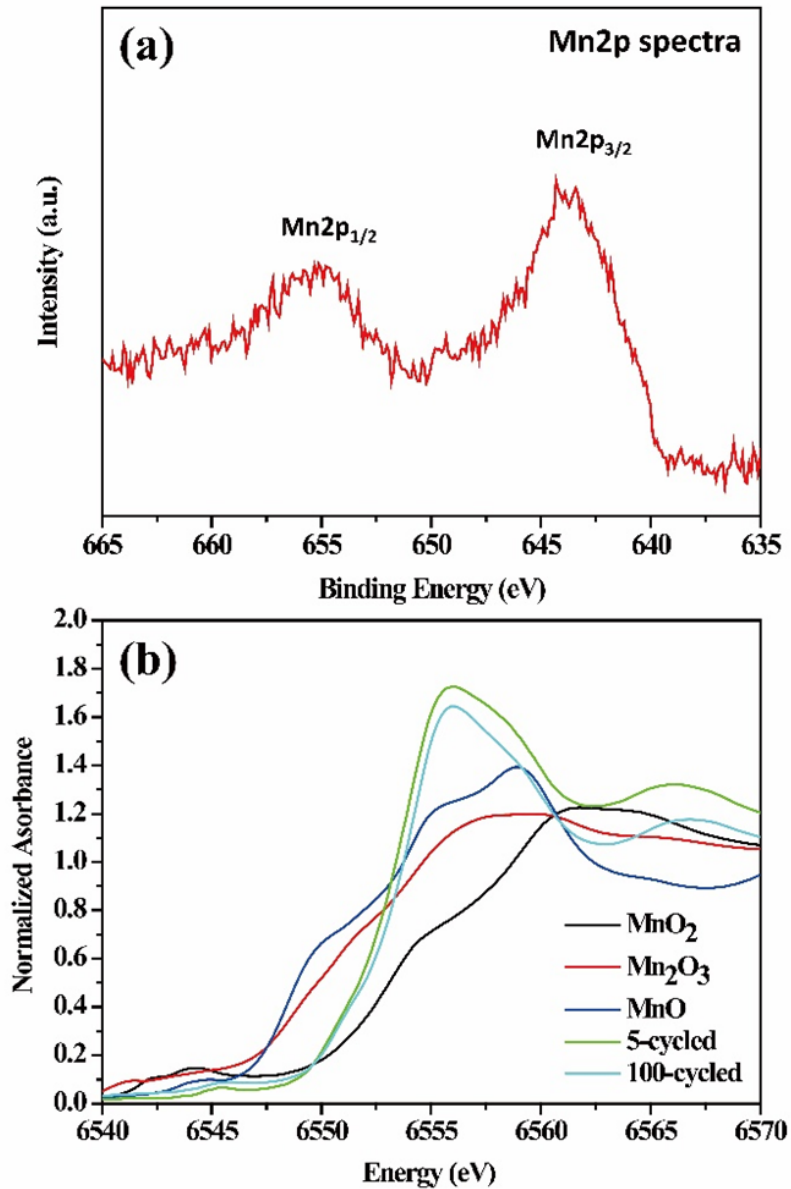 (a)
Mn2p spectra
Mn2p3/2
Mn2p1/2
Intensity (a.u.)
665 660 655 650 645 640 635
Binding Energy (eV)
(b)
2.0
1.8
1.6
1.4
1.2
1.0
0.8
0.6
0.4
0.2
0.0
Normalized Asorbance
MnO2
Mn2O3
MnO
5-cycled
100-cycled
6540 6545 6550 6555 6560 6565 6570
Energy (eV)